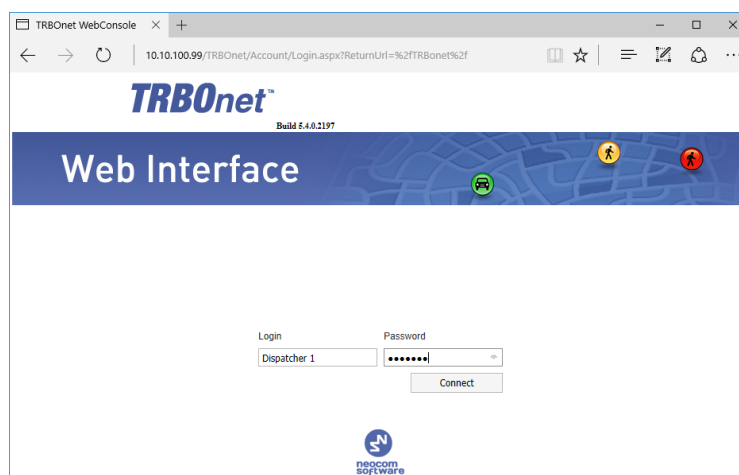 TRBOnet WebConsole
10.10.100.99/TRBOnet/Account/Login.aspx?ReturnUrl=%2fTRBonet%2f
TRBOnet™
Build 5.4.0.2197
Web Interface
Login Password
Dispatcher 1 •••••••
Connect
neocom
software